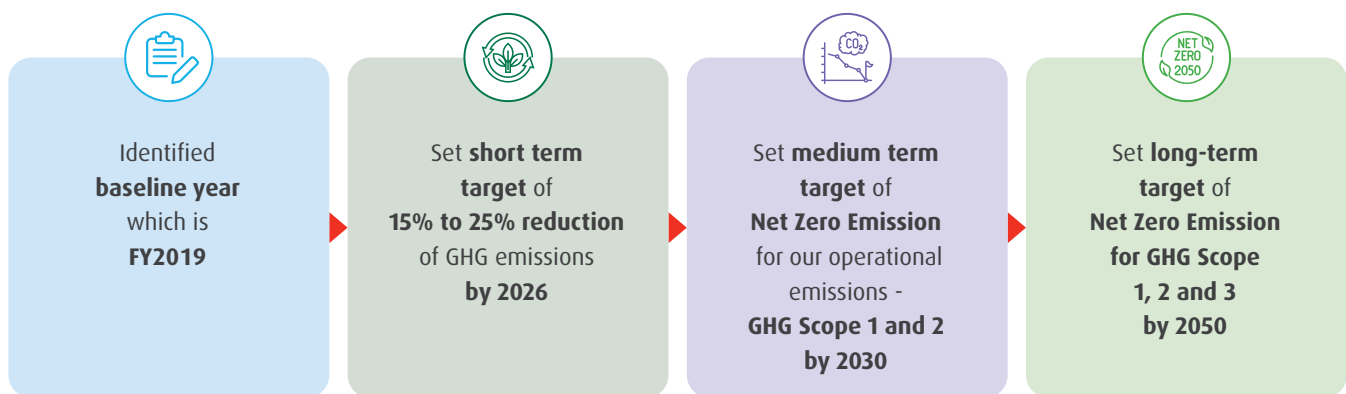 Identified
baseline year
which is
FY2019
Set short term
target of
15% to 25% reduction
of GHG emissions
by 2026
CO₂
Set medium term
target of
Net Zero Emission
for our operational
emissions -
GHG Scope 1 and 2
by 2030
NET
ZERO
2050
Set long-term
target of
Net Zero Emission
for GHG Scope
1, 2 and 3
by 2050